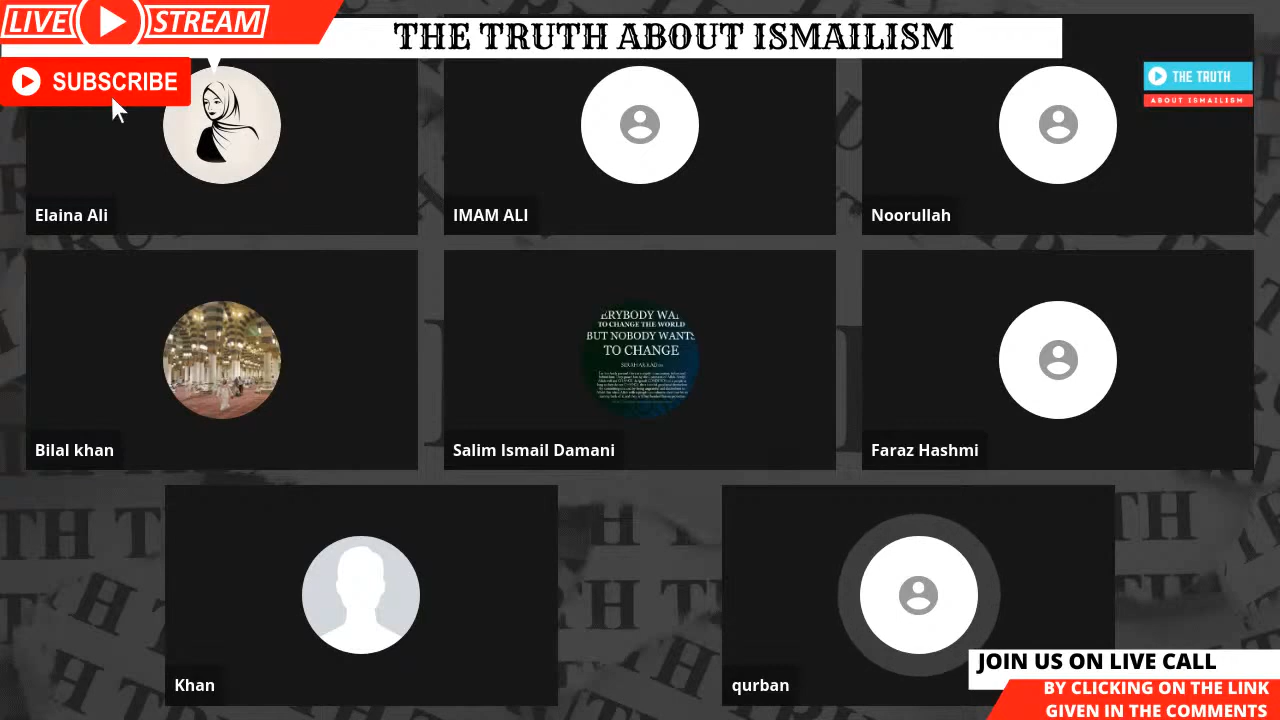 LIVE STREAM
THE TRUTH ABOUT ISMAILISM
SUBSCRIBE
THE TRUTH
ABOUT ISMAILISM
Elaina Ali
IMAM ALI
Noorullah
ERYBODY WA
TO CHANGE THE WORLD
BUT NOBODY WANTS
TO CHANGE
Bilal khan
Salim Ismail Damani
Faraz Hashmi
Khan
qurban
JOIN US ON LIVE CALL
BY CLICKING ON THE LINK
GIVEN IN THE COMMENTS